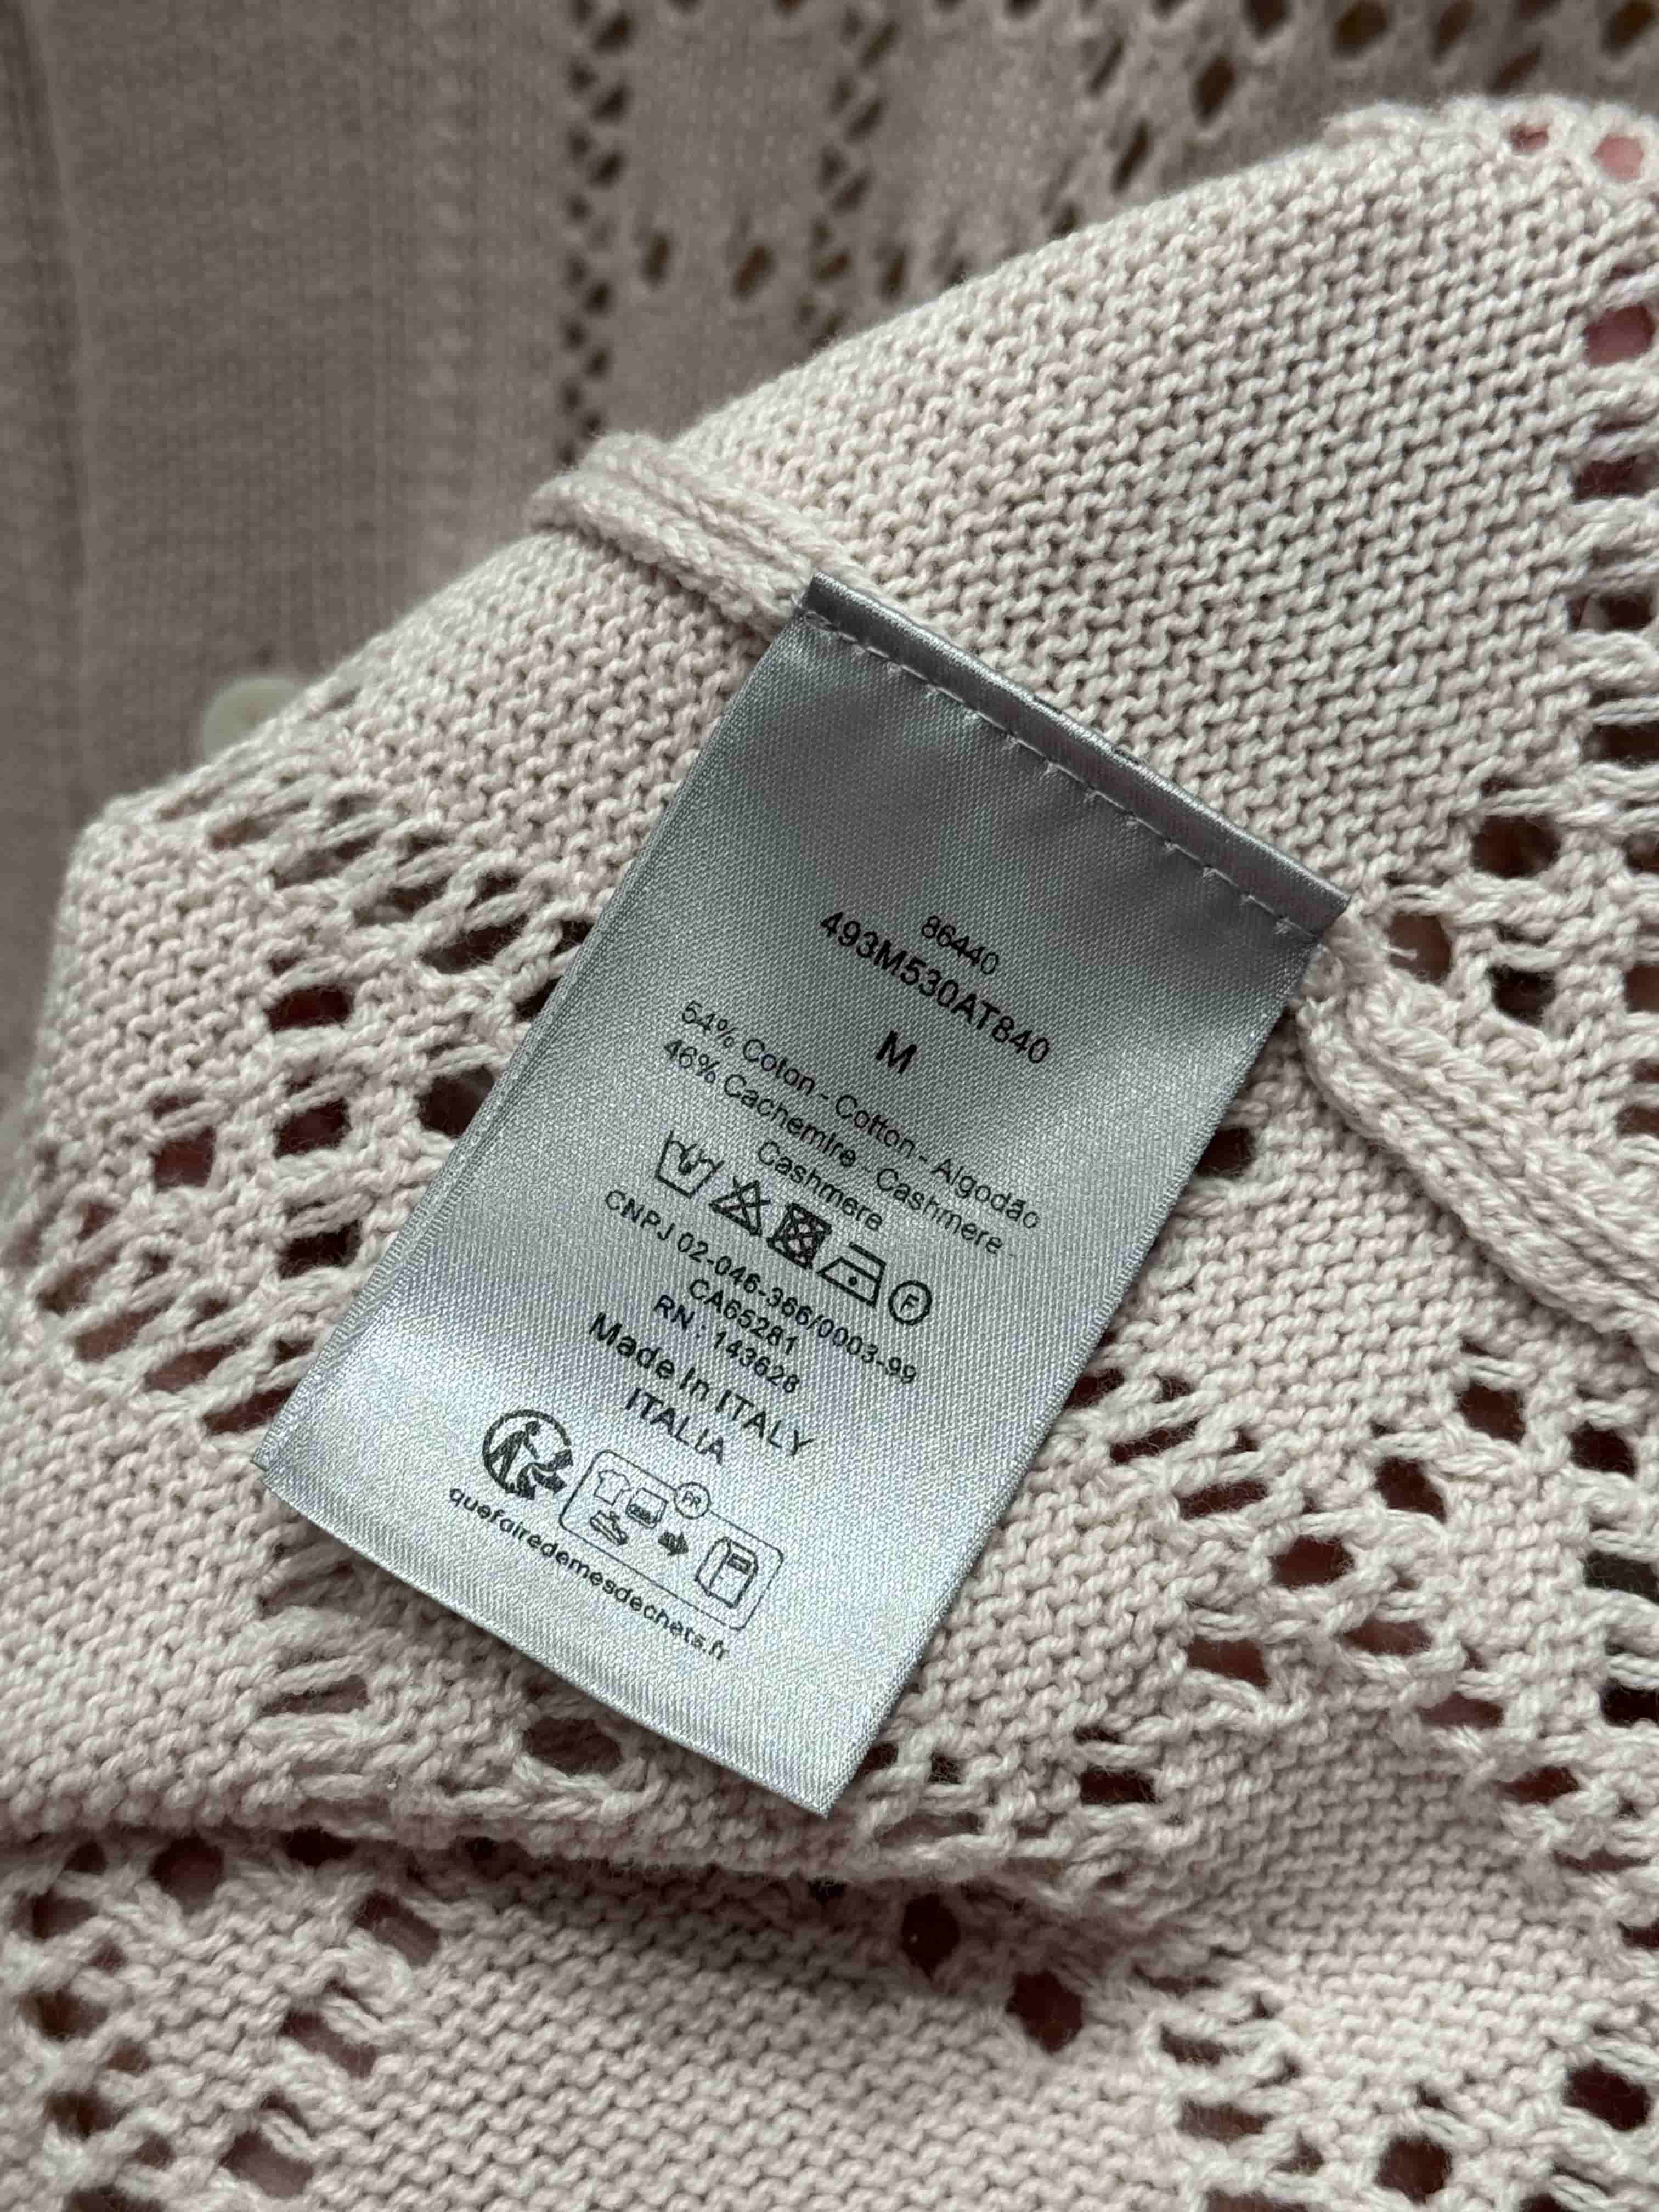 86440
493M530AT840
M
54% Coton - Cotton - Algodão
46% Cachemire - Cashmere -
Cashmere
F
CNPJ 02-046-366/0003-99
CA65281
RN : 143628
Made In ITALY
ITALIA
FR
quefairedemesdechets.fr